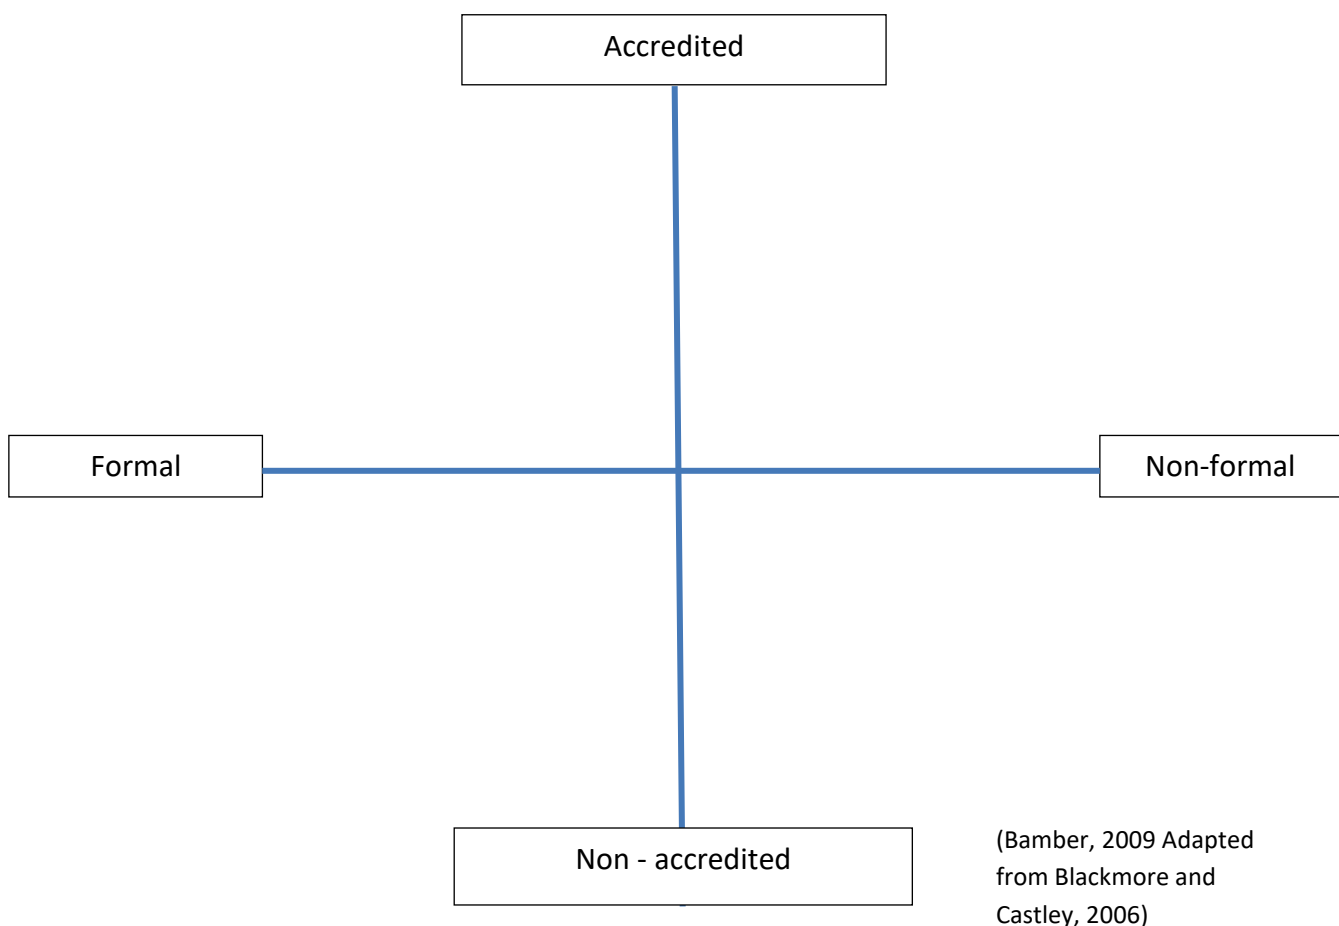 Accredited
Formal
Non-formal
Non - accredited
(Bamber, 2009 Adapted
from Blackmore and
Castley, 2006)